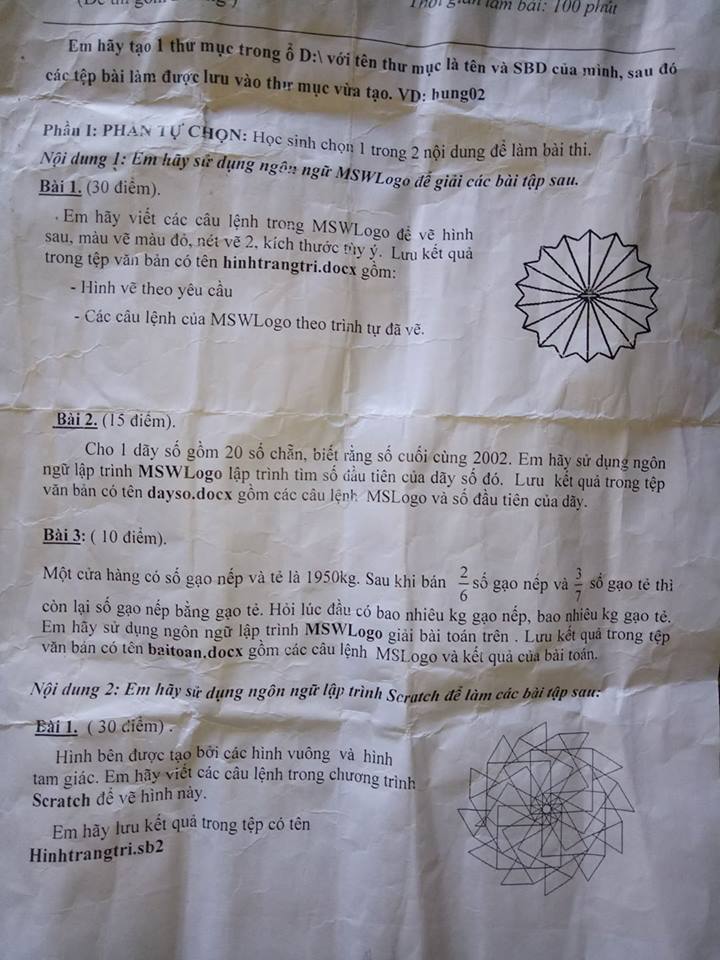 (Đề thi gồm
Thời gian làm bài: 100 phút
Em hãy tạo 1 thư mục trong ổ D:\ với tên thư mục là tên và SBD của mình, sau đó
các tệp bài làm được lưu vào thư mục vừa tạo. VD: hung02
Phần I: PHẦN TỰ CHỌN: Học sinh chọn 1 trong 2 nội dung để làm bài thi.
Nội dung 1: Em hãy sử dụng ngôn ngữ MSWLogo để giải các bài tập sau.
Bài 1. (30 điểm).
Em hãy viết các câu lệnh trong MSWLogo để vẽ hình
sau, màu vẽ màu đỏ, nét vẽ 2, kích thước tùy ý. Lưu kết quả
trong tệp văn bản có tên hinhtrangtri.docx gồm:
- Hình vẽ theo yêu cầu
- Các câu lệnh của MSWLogo theo trình tự đã vẽ.
Bài 2. (15 điểm).
Cho 1 dãy số gồm 20 số chẵn, biết rằng số cuối cùng 2002. Em hãy sử dụng ngôn
ngữ lập trình MSWLogo lập trình tìm số đầu tiên của dãy số đó. Lưu kết quả trong tệp
văn bản có tên dayso.docx gồm các câu lệnh MSLogo và số đầu tiên của dãy.
Bài 3: ( 10 điểm).
Một cửa hàng có số gạo nếp và tẻ là 1950kg. Sau khi bán 2/6 số gạo nếp và 3/7 số gạo tẻ thì
còn lại số gạo nếp bằng gạo tẻ. Hỏi lúc đầu có bao nhiêu kg gạo nếp, bao nhiêu kg gạo tẻ.
Em hãy sử dụng ngôn ngữ lập trình MSWLogo giải bài toán trên . Lưu kết quả trong tệp
văn bản có tên baitoan.docx gồm các câu lệnh MSLogo và kết quả của bài toán.
Nội dung 2: Em hãy sử dụng ngôn ngữ lập trình Scratch để làm các bài tập sau:
Bài 1. ( 30 điểm) .
Hình bên được tạo bởi các hình vuông và hình
tam giác. Em hãy viết các câu lệnh trong chương trình
Scratch để vẽ hình này.
Em hãy lưu kết quả trong tệp có tên
Hinhtrangtri.sb2